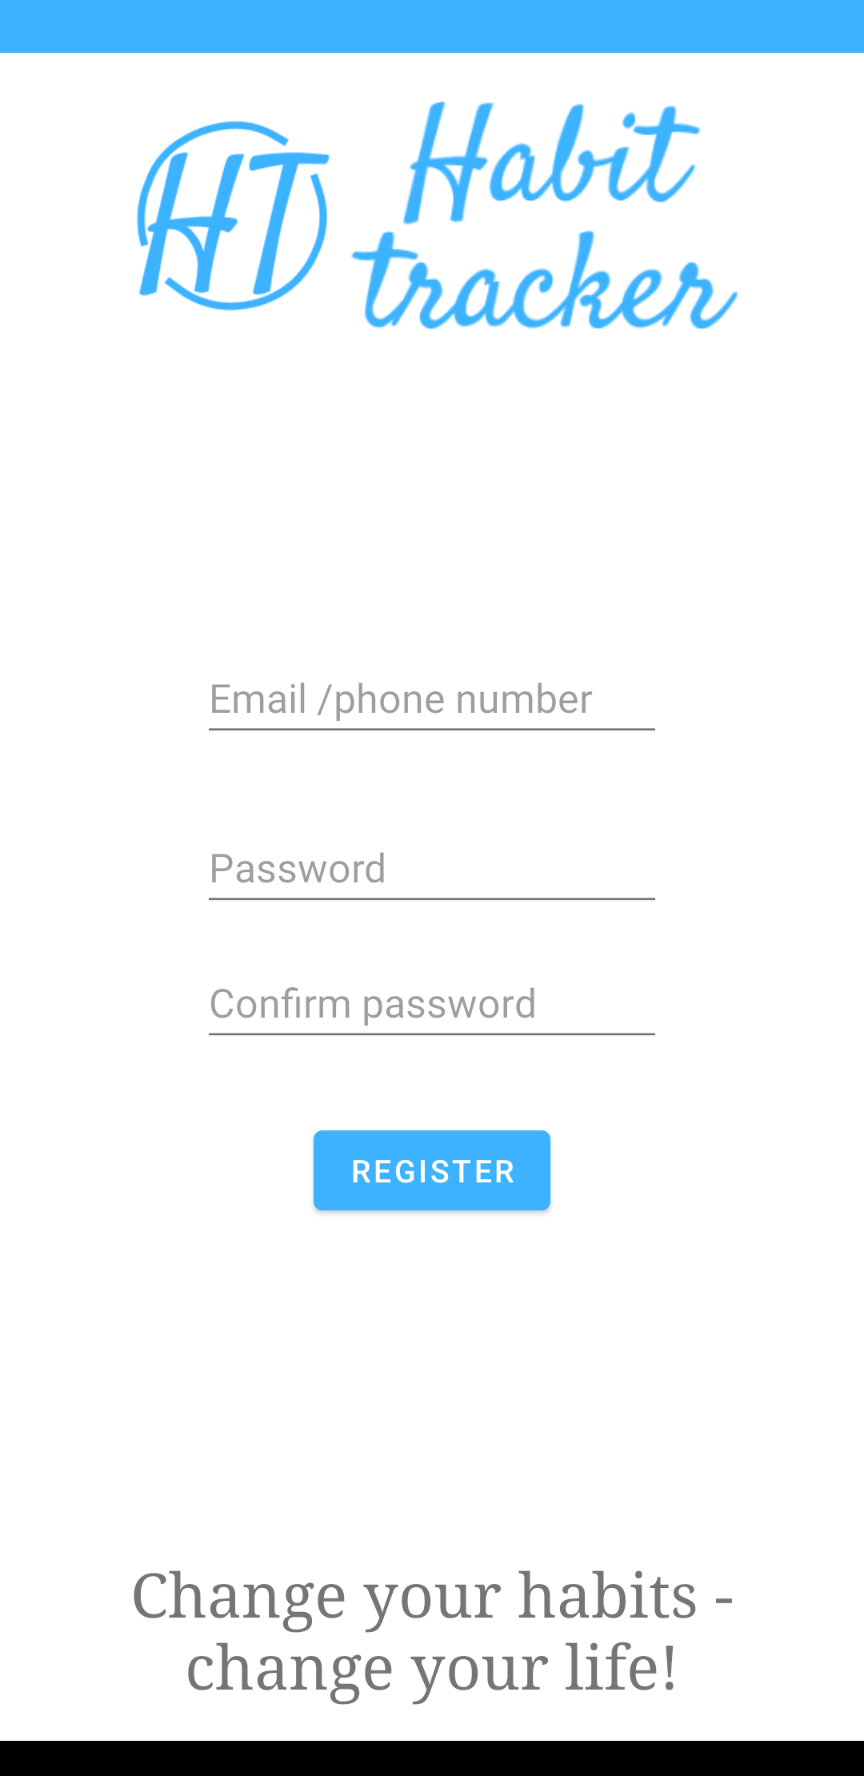 HT
Habit
tracker
Email /phone number
Password
Confirm password
REGISTER
Change your habits -
change your life!